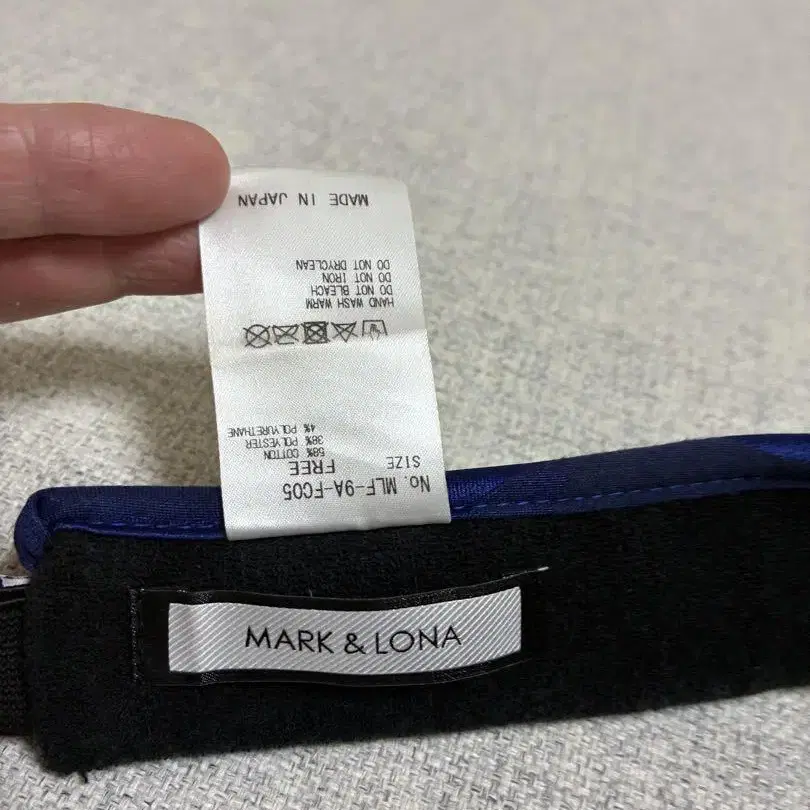 No. MLF-9A-FC05
SIZE FREE
58% COTTON
38% POLYESTER
4% POLYURETHANE
HAND WASH WARM
DO NOT BLEACH
DO NOT IRON
DO NOT DRYCLEAN
MADE IN JAPAN
MARK & LONA